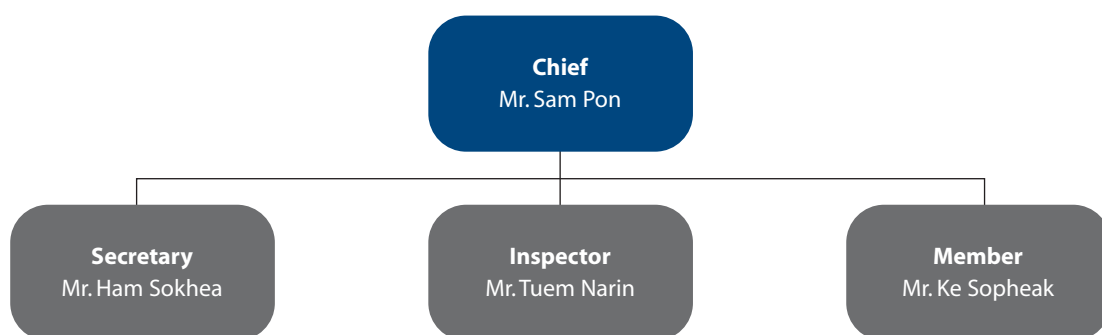 Chief
Mr. Sam Pon
Secretary
Mr. Ham Sokhea
Inspector
Mr. Tuem Narin
Member
Mr. Ke Sopheak